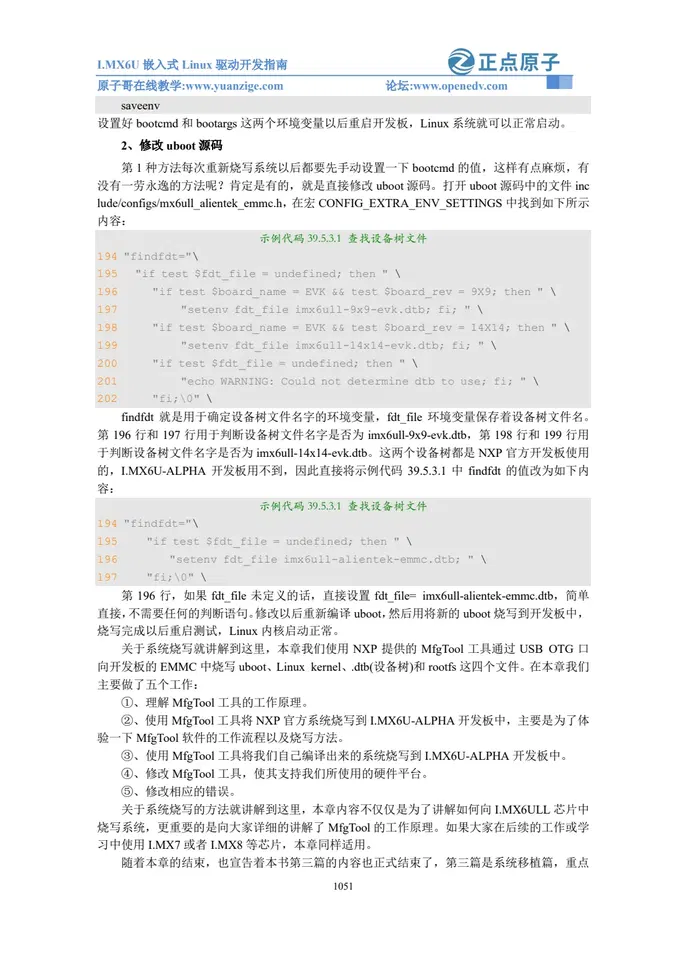 I.MX6U 嵌入式 Linux 驱动开发指南
正点原子
原子哥在线教学:www.yuanzige.com
论坛:www.openedv.com
saveenv
设置好 bootcmd 和 bootargs 这两个环境变量以后重启开发板，Linux 系统就可以正常启动。
2、修改 uboot 源码
第 1 种方法每次重新烧写系统以后都要先手动设置一下 bootcmd 的值，这样有点麻烦，有
没有一劳永逸的方法呢？肯定是有的，就是直接修改 uboot 源码。打开 uboot 源码中的文件 inc
lude/configs/mx6ull_alientek_emmc.h，在宏 CONFIG_EXTRA_ENV_SETTINGS 中找到如下所示
内容：
示例代码 39.5.3.1 查找设备树文件
194 "findfdt="\
195 "if test $fdt_file = undefined; then " \
196 "if test $board_name = EVK && test $board_rev = 9X9; then " \
197 "setenv fdt_file imx6ull-9x9-evk.dtb; fi; " \
198 "if test $board_name = EVK && test $board_rev = 14X14; then " \
199 "setenv fdt_file imx6ull-14x14-evk.dtb; fi; " \
200 "if test $fdt_file = undefined; then " \
201 "echo WARNING: Could not determine dtb to use; fi; " \
202 "fi;\0" \
findfdt 就是用于确定设备树文件名字的环境变量，fdt_file 环境变量保存着设备树文件名。
第 196 行和 197 行用于判断设备树文件名字是否为 imx6ull-9x9-evk.dtb，第 198 行和 199 行用
于判断设备树文件名字是否为 imx6ull-14x14-evk.dtb。这两个设备树都是 NXP 官方开发板使用
的，I.MX6U-ALPHA 开发板用不到，因此直接将示例代码 39.5.3.1 中 findfdt 的值改为如下内
容：
示例代码 39.5.3.1 查找设备树文件
194 "findfdt="\
195 "if test $fdt_file = undefined; then " \
196 "setenv fdt_file imx6ull-alientek-emmc.dtb; " \
197 "fi;\0" \
第 196 行，如果 fdt_file 未定义的话，直接设置 fdt_file= imx6ull-alientek-emmc.dtb，简单
直接，不需要任何的判断语句。修改以后重新编译 uboot，然后用将新的 uboot 烧写到开发板中，
烧写完成以后重启测试，Linux 内核启动正常。
关于系统烧写就讲解到这里，本章我们使用 NXP 提供的 MfgTool 工具通过 USB OTG 口
向开发板的 EMMC 中烧写 uboot、Linux kernel、.dtb(设备树)和 rootfs 这四个文件。在本章我们
主要做了五个工作：
①、理解 MfgTool 工具的工作原理。
②、使用 MfgTool 工具将 NXP 官方系统烧写到 I.MX6U-ALPHA 开发板中，主要是为了体
验一下 MfgTool 软件的工作流程以及烧写方法。
③、使用 MfgTool 工具将我们自己编译出来的系统烧写到 I.MX6U-ALPHA 开发板中。
④、修改 MfgTool 工具，使其支持我们所使用的硬件平台。
⑤、修改相应的错误。
关于系统烧写的方法就讲解到这里，本章内容不仅仅是为了讲解如何向 I.MX6ULL 芯片中
烧写系统，更重要的是向大家详细的讲解了 MfgTool 的工作原理。如果大家在后续的工作或学
习中使用 I.MX7 或者 I.MX8 等芯片，本章同样适用。
随着本章的结束，也宣告着本书第三篇的内容也正式结束了，第三篇是系统移植篇，重点
1051